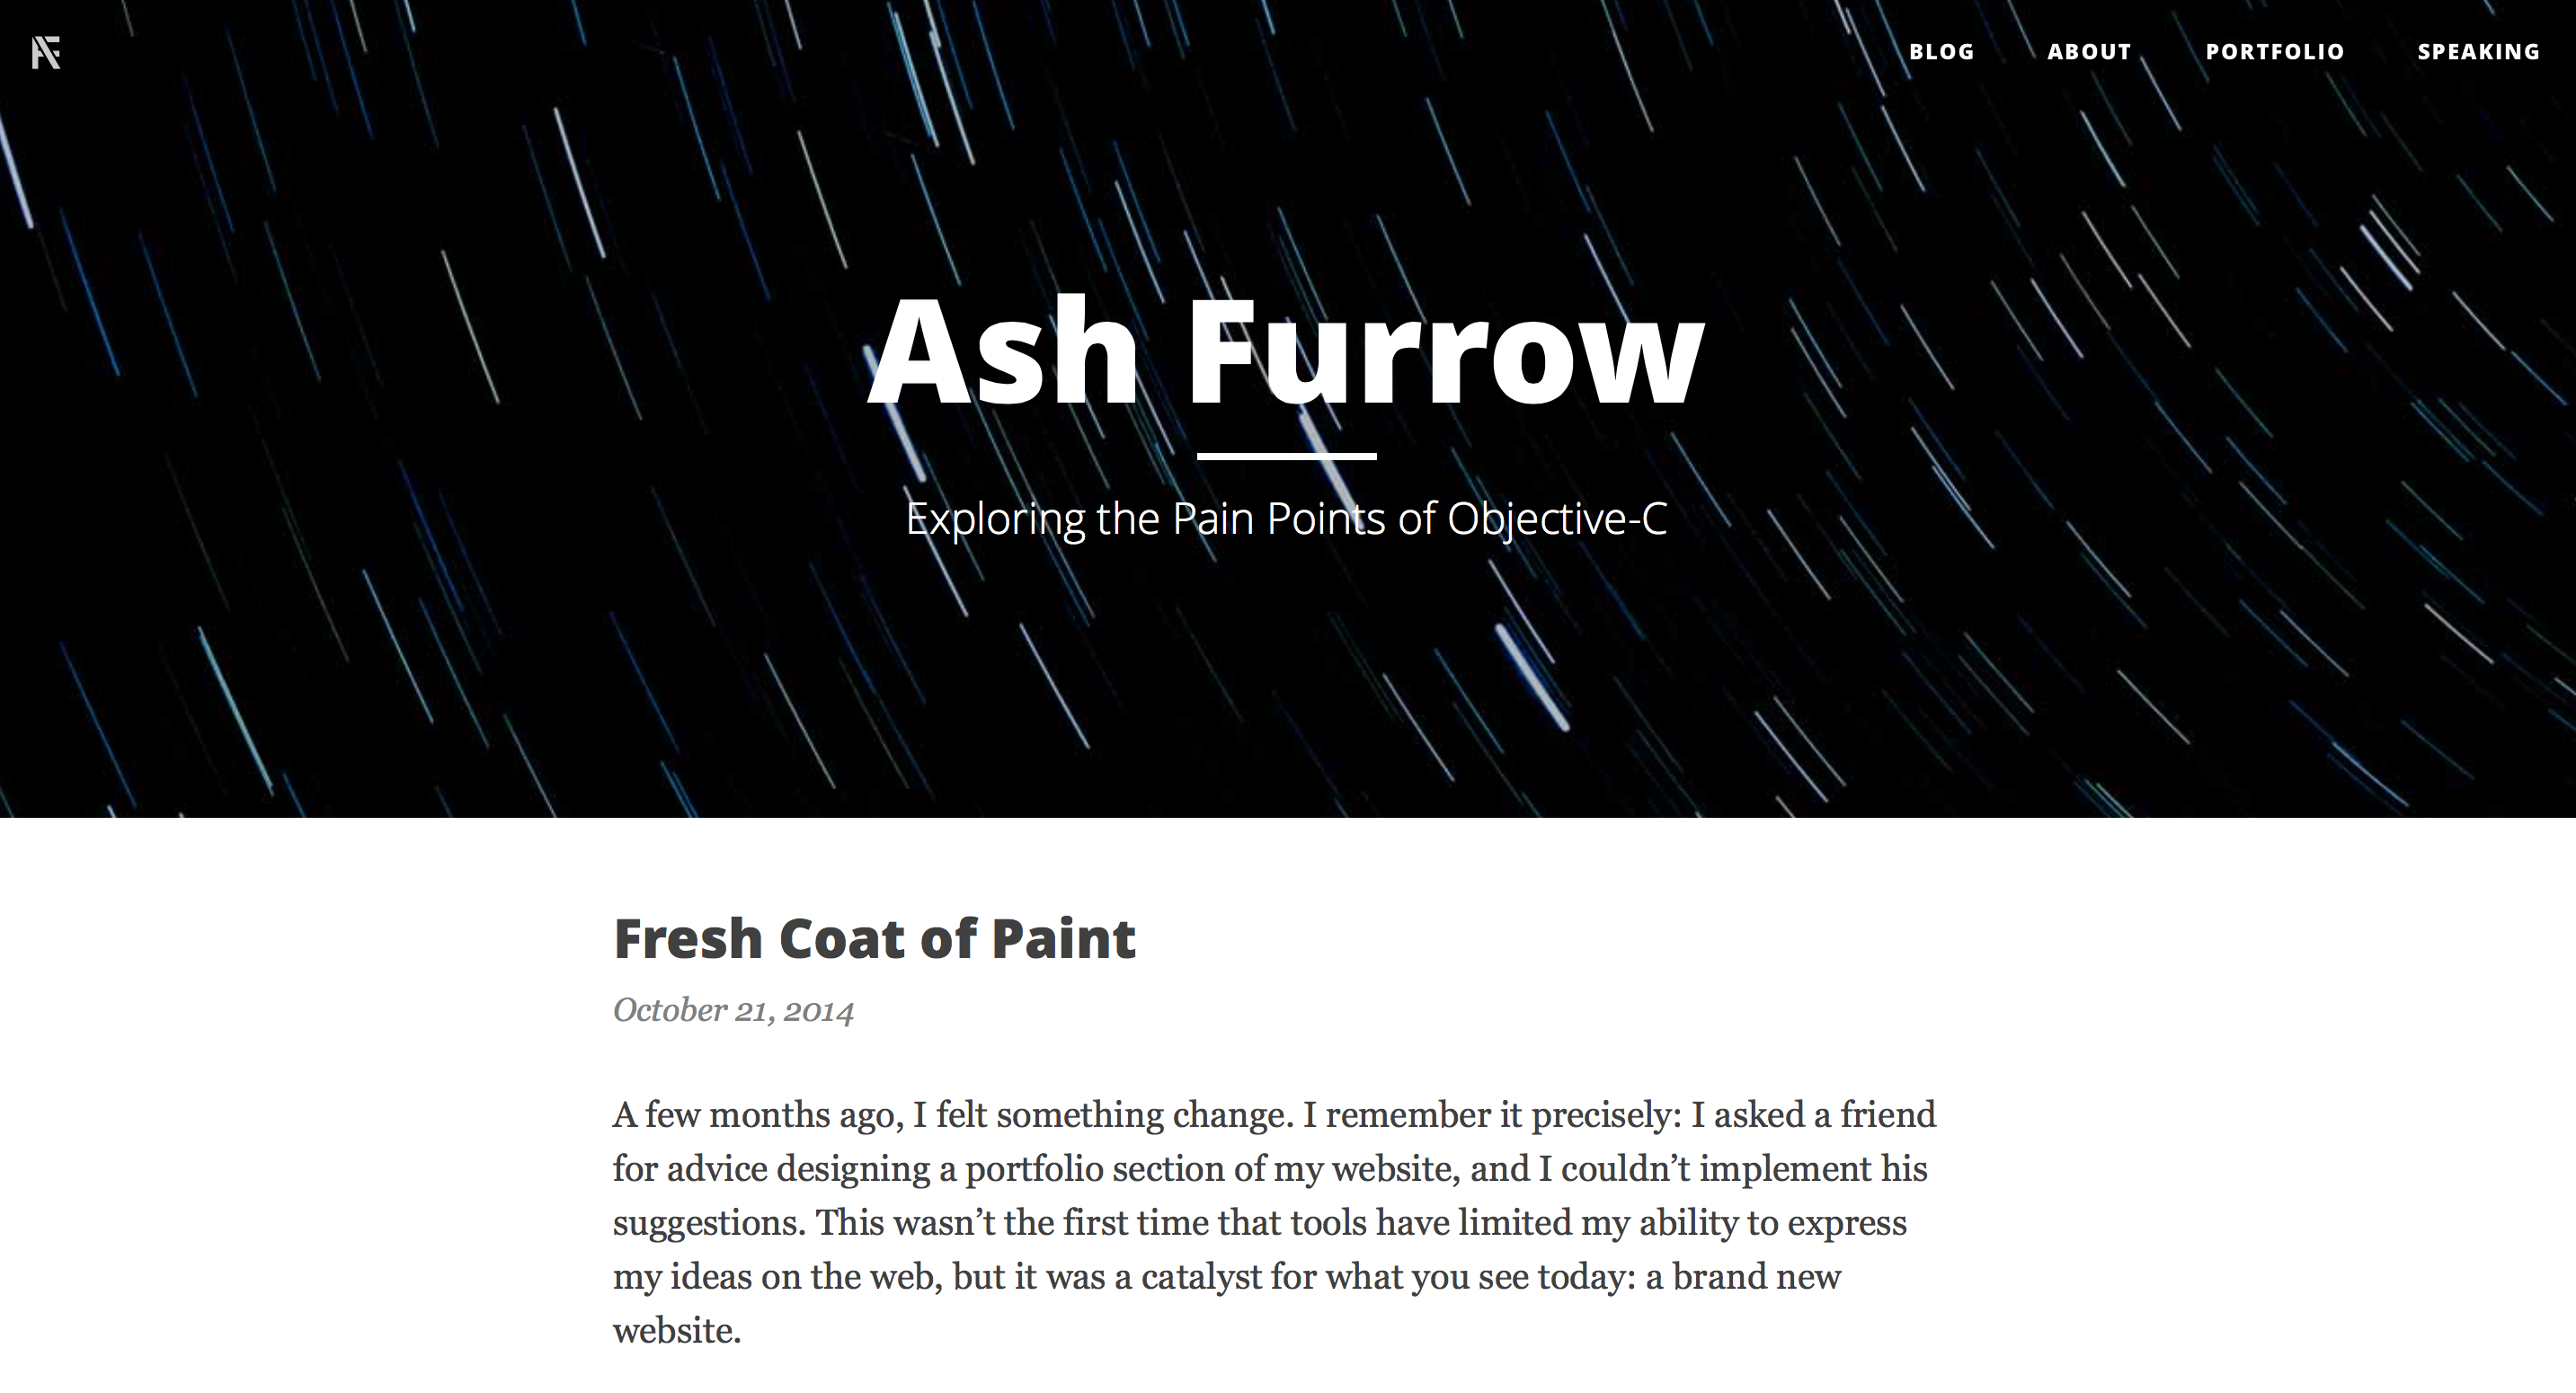 AF
BLOG ABOUT PORTFOLIO SPEAKING
Ash Furrow
Exploring the Pain Points of Objective-C
Fresh Coat of Paint
October 21, 2014
A few months ago, I felt something change. I remember it precisely: I asked a friend
for advice designing a portfolio section of my website, and I couldn’t implement his
suggestions. This wasn’t the first time that tools have limited my ability to express
my ideas on the web, but it was a catalyst for what you see today: a brand new
website.